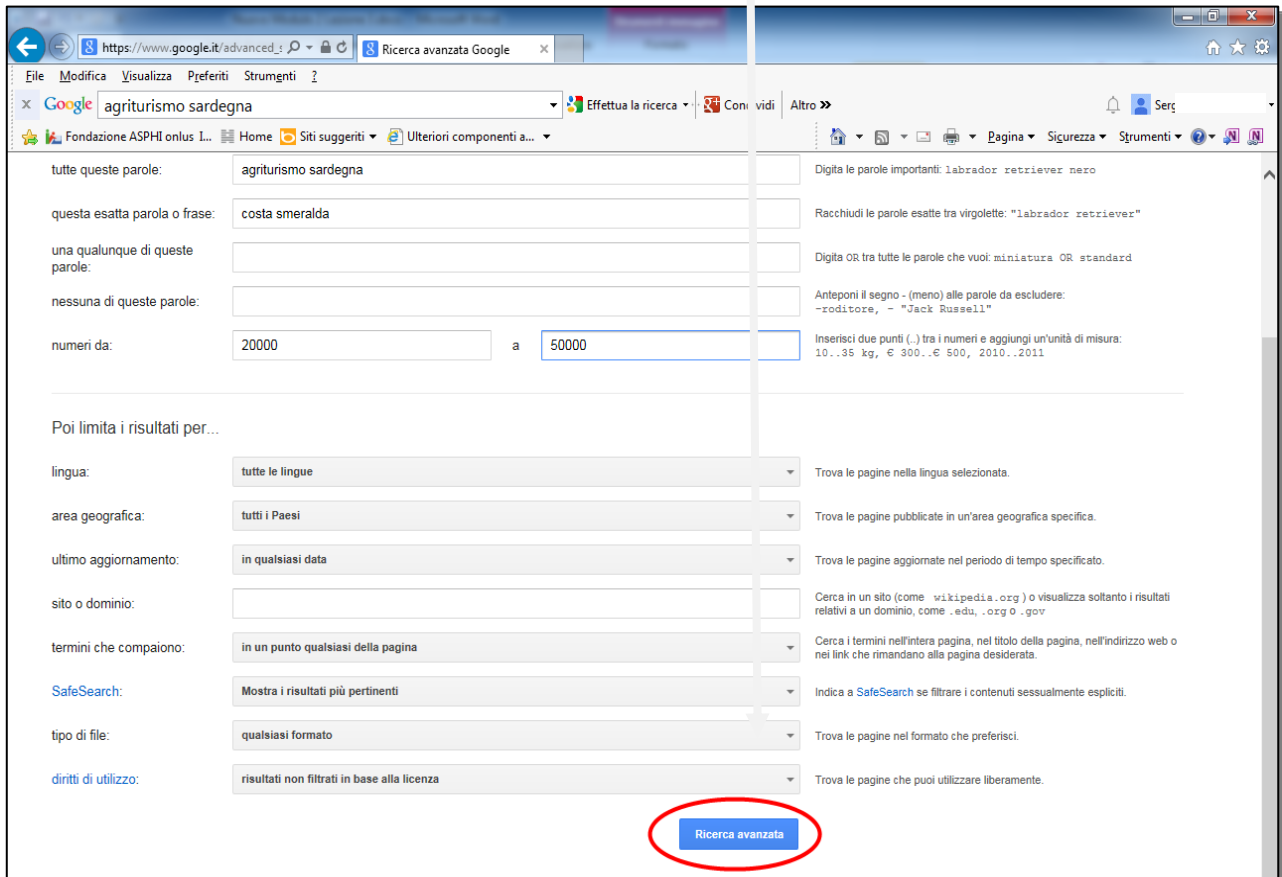 https://www.google.it/advanced_s
Ricerca avanzata Google
File Modifica Visualizza Preferiti Strumenti ?
x Google agriturismo sardegna Effettua la ricerca Altro »
Serg
Fondazione ASPHI onlus I... Home Siti suggeriti Ulteriori componenti a... Pagina Sicurezza Strumenti
tutte queste parole: agriturismo sardegna Digita le parole importanti: labrador retriever nero
questa esatta parola o frase: costa smeralda Racchiudi le parole esatte tra virgolette: "labrador retriever"
una qualunque di queste
parole:
Digita OR tra tutte le parole che vuoi: miniatura OR standard
nessuna di queste parole:
Anteponi il segno - (meno) alle parole da escludere:
-roditore, - "Jack Russell"
numeri da: 20000 a 50000
Inserisci due punti (..) tra i numeri e aggiungi un'unità di misura:
10..35 kg, € 300..€ 500, 2010..2011
Poi limita i risultati per...
lingua: tutte le lingue Trova le pagine nella lingua selezionata.
area geografica: tutti i Paesi Trova le pagine pubblicate in un'area geografica specifica.
ultimo aggiornamento: in qualsiasi data Trova le pagine aggiornate nel periodo di tempo specificato.
sito o dominio:
Cerca in un sito (come wikipedia.org ) o visualizza soltanto i risultati
relativi a un dominio, come .edu, .org o .gov
termini che compaiono: in un punto qualsiasi della pagina
Cerca i termini nell'intera pagina, nel titolo della pagina, nell'indirizzo web o
nei link che rimandano alla pagina desiderata.
SafeSearch: Mostra i risultati più pertinenti Indica a SafeSearch se filtrare i contenuti sessualmente espliciti.
tipo di file: qualsiasi formato Trova le pagine nel formato che preferisci.
diritti di utilizzo: risultati non filtrati in base alla licenza Trova le pagine che puoi utilizzare liberamente.
Ricerca avanzata